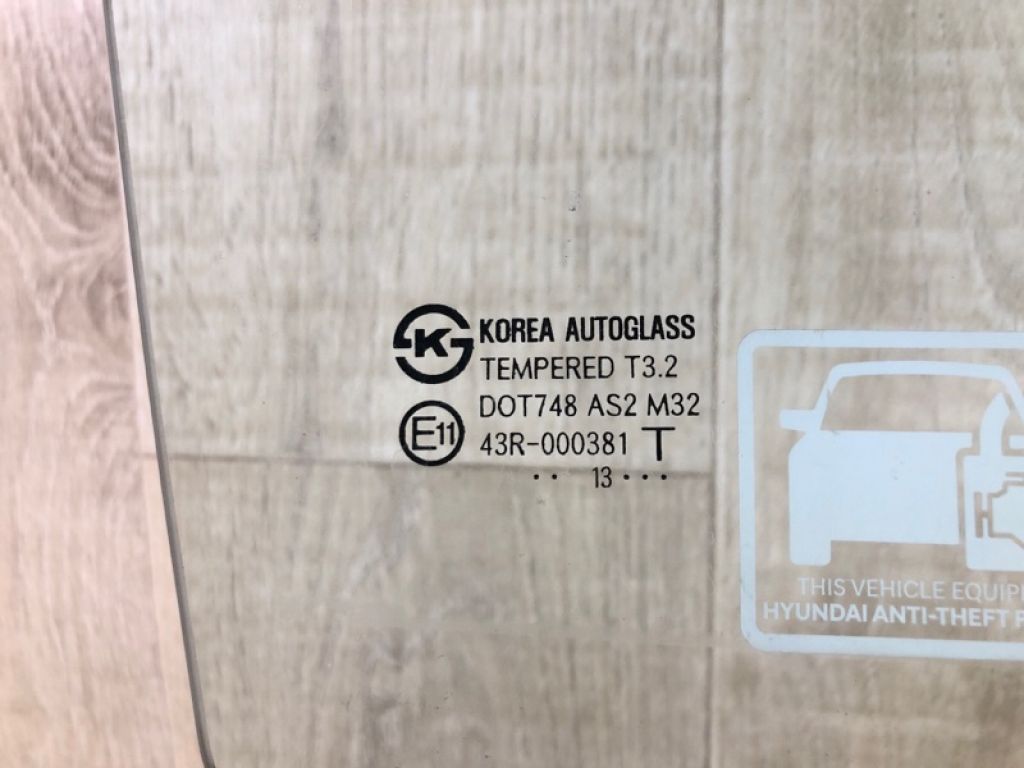 K
KOREA AUTOGLASS
TEMPERED T3.2
DOT748 AS2 M32
E11
43R-000381 T
·· 13 ···
THIS VEHICLE EQUIP
HYUNDAI ANTI-THEFT